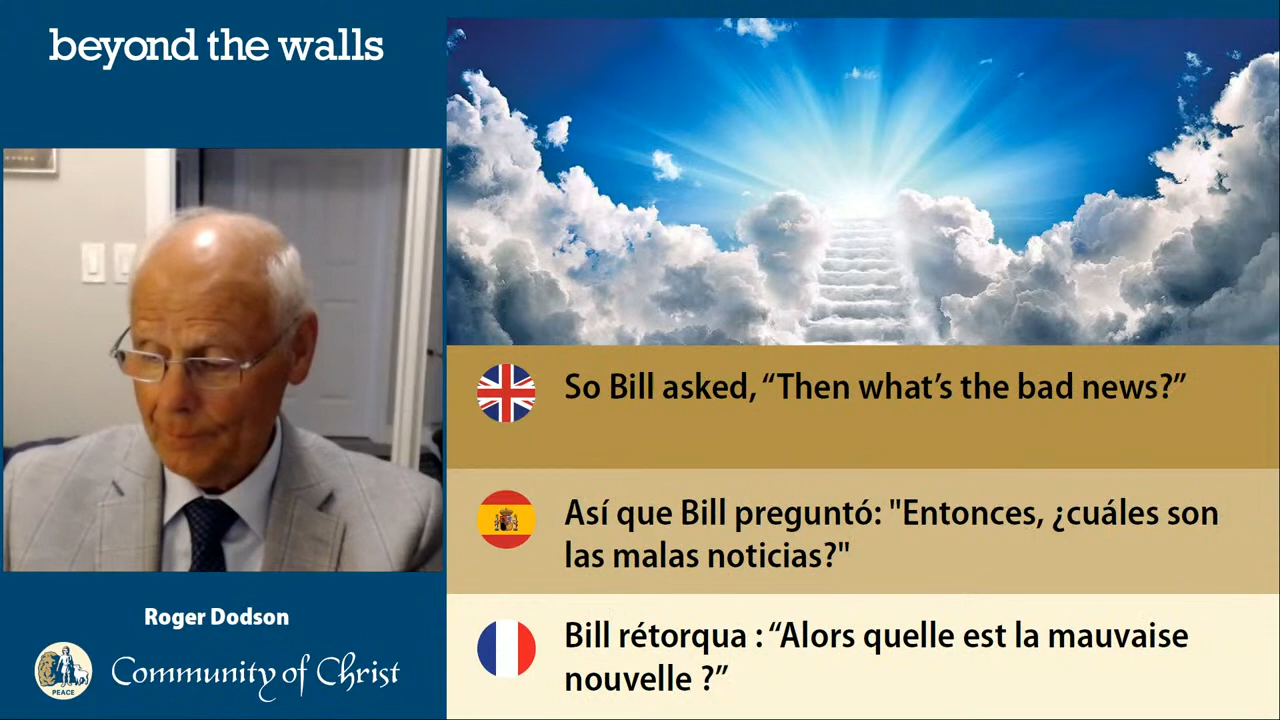 beyond the walls
So Bill asked, “Then what’s the bad news?”
Así que Bill preguntó: "Entonces, ¿cuáles son
las malas noticias?"
Bill rétorqua : “Alors quelle est la mauvaise
nouvelle ?”
Roger Dodson
PEACE
Community of Christ